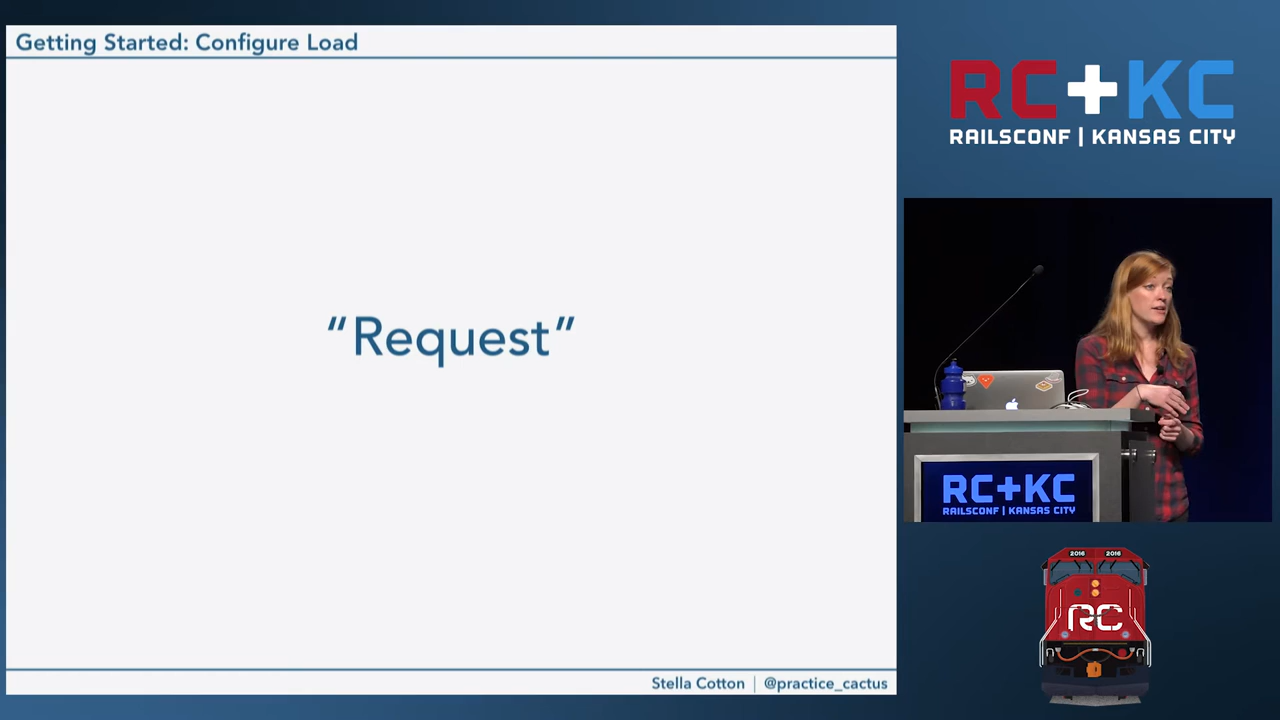 Getting Started: Configure Load
“Request”
Stella Cotton | @practice_cactus
RC+KC
RAILSCONF | KANSAS CITY
RC+KC
RAILSCONF | KANSAS CITY
2016 2016
RC